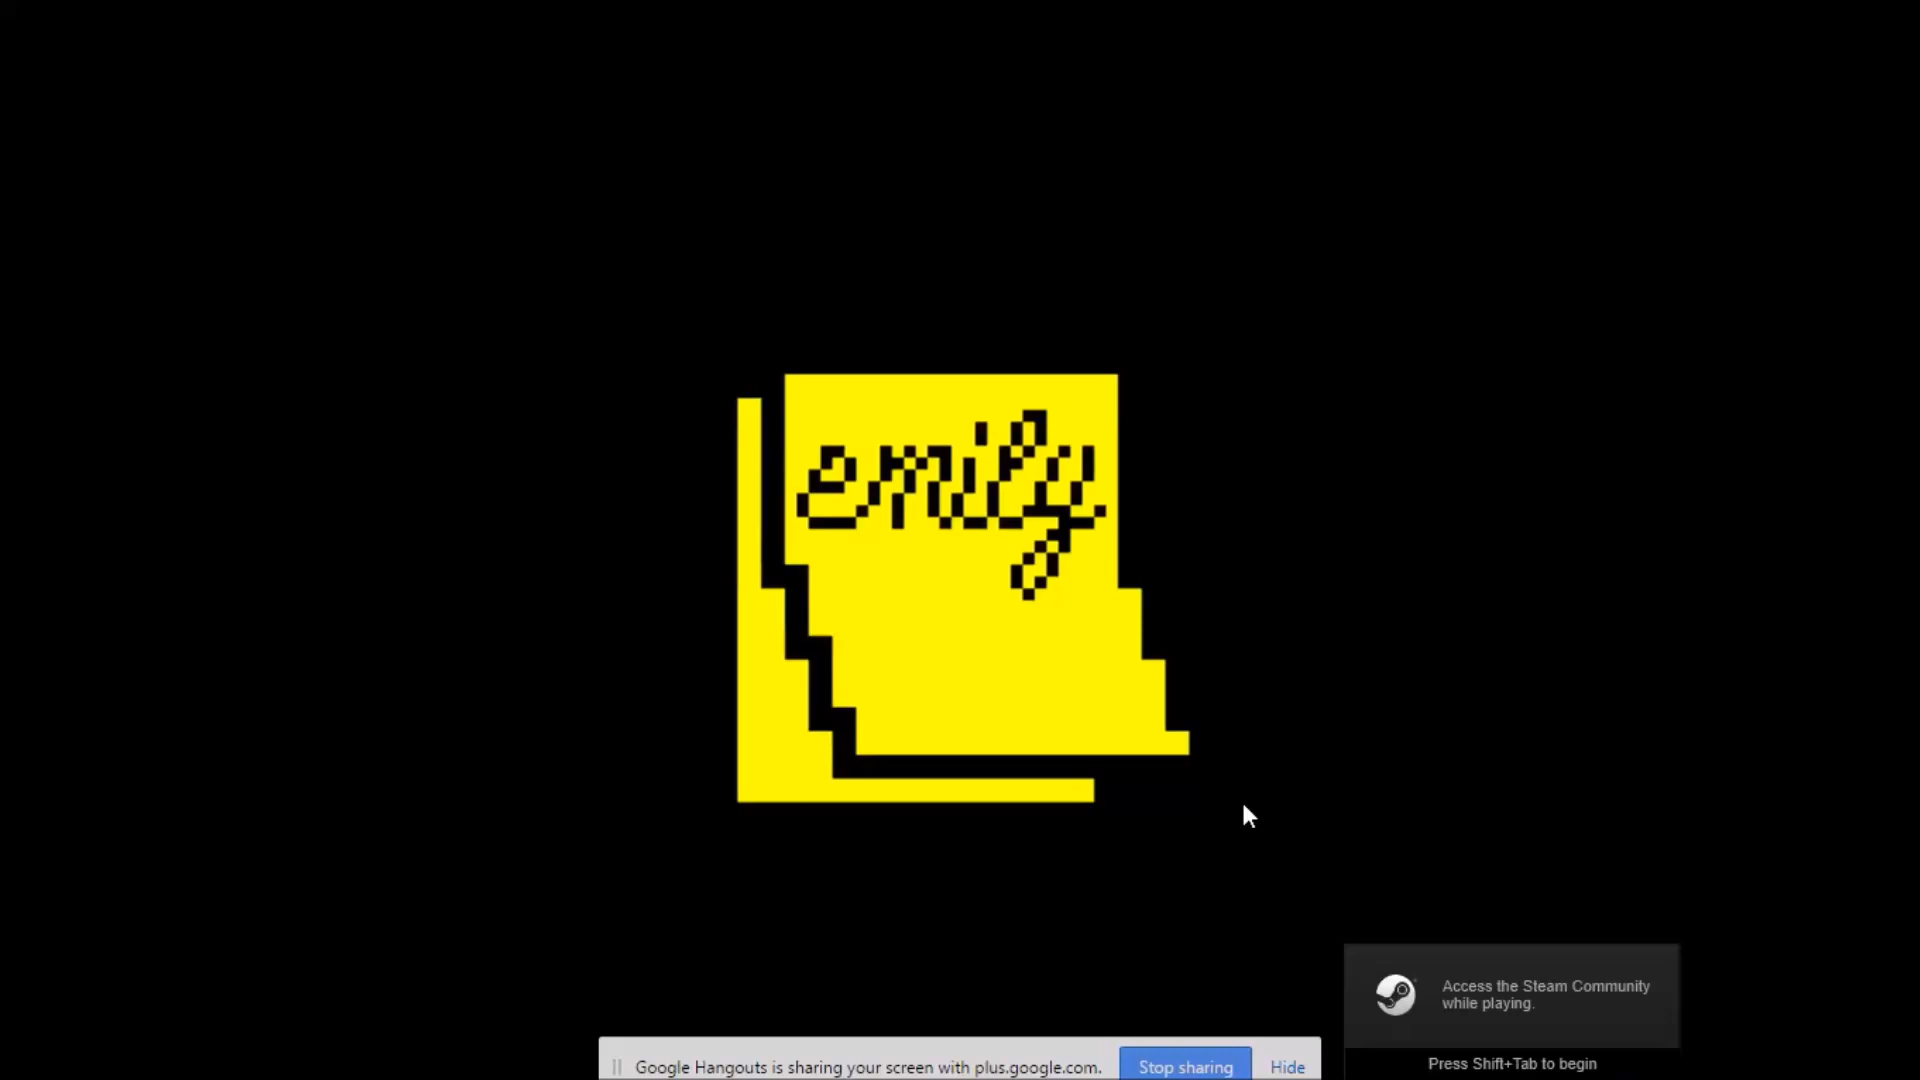 emily
Access the Steam Community
while playing.
Press Shift+Tab to begin
Google Hangouts is sharing your screen with plus.google.com.
Stop sharing
Hide